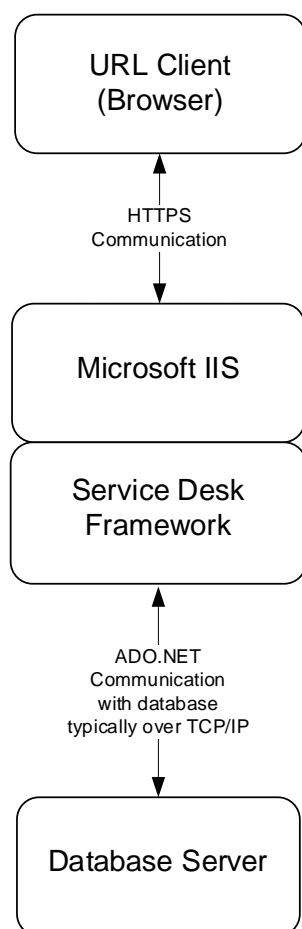 URL Client
(Browser)
HTTPS
Communication
Microsoft IIS
Service Desk
Framework
ADO.NET
Communication
with database
typically over TCP/IP
Database Server